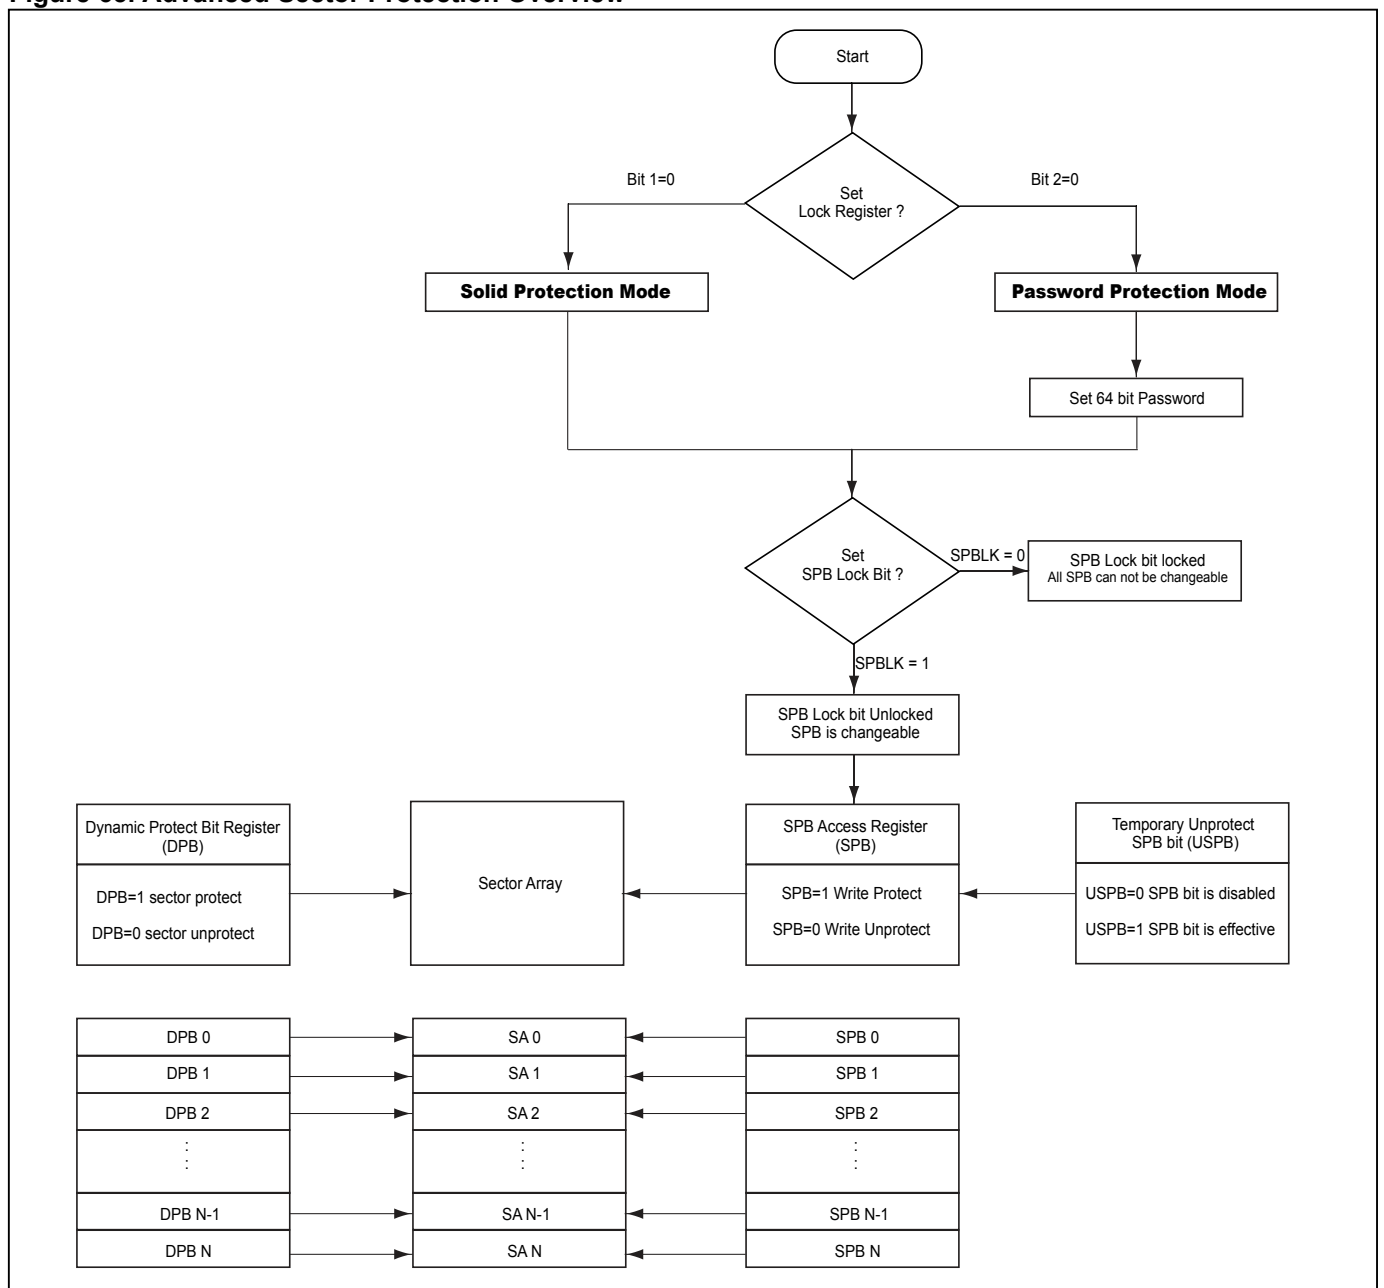 Figure 65. Advanced Sector Protection Overview
Start
Bit 1=0
Bit 2=0
Set
Lock Register ?
Solid Protection Mode
Password Protection Mode
Set 64 bit Password
Set
SPB Lock Bit ?
SPBLK = 0
SPB Lock bit locked
All SPB can not be changeable
SPBLK = 1
SPB Lock bit Unlocked
SPB is changeable
Dynamic Protect Bit Register
(DPB)
DPB=1 sector protect
DPB=0 sector unprotect
Sector Array
SPB Access Register
(SPB)
SPB=1 Write Protect
SPB=0 Write Unprotect
Temporary Unprotect
SPB bit (USPB)
USPB=0 SPB bit is disabled
USPB=1 SPB bit is effective
DPB 0
SA 0
SPB 0
DPB 1
SA 1
SPB 1
DPB 2
SA 2
SPB 2
DPB N-1
SA N-1
SPB N-1
DPB N
SA N
SPB N